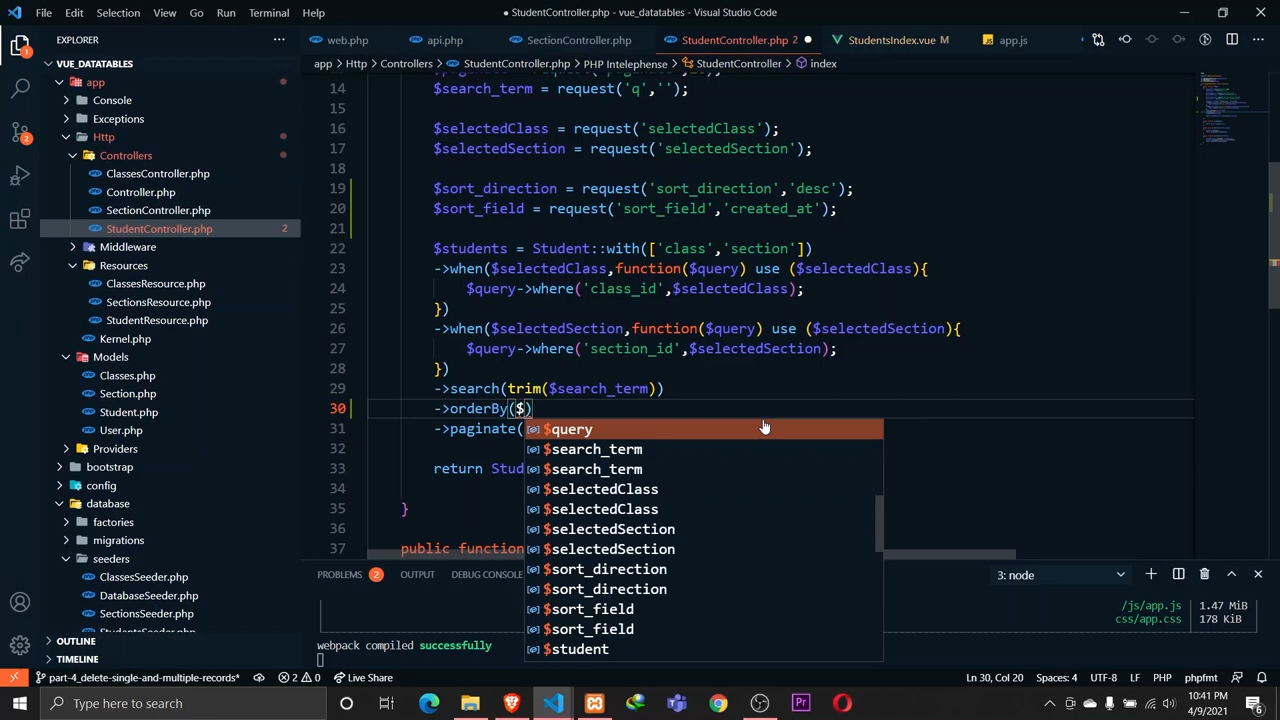 File Edit Selection View Go Run Terminal Help
● StudentController.php - vue_datatables - Visual Studio Code
EXPLORER
VUE_DATATABLES
app
Console
Exceptions
Http
Controllers
ClassesController.php
Controller.php
SectionController.php
StudentController.php 2
Middleware
Resources
ClassesResource.php
SectionsResource.php
StudentResource.php
Kernel.php
Models
Classes.php
Section.php
Student.php
User.php
Providers
bootstrap
config
database
factories
migrations
seeders
ClassesSeeder.php
DatabaseSeeder.php
SectionsSeeder.php
OUTLINE
TIMELINE
web.php api.php SectionController.php StudentController.php 2 ● StudentsIndex.vue M app.js
app > Http > Controllers > StudentController.php > PHP Intelephense > StudentController > index
14 $search_term = request('q','');
15
16 $selectedClass = request('selectedClass');
17 $selectedSection = request('selectedSection');
18
19 $sort_direction = request('sort_direction','desc');
20 $sort_field = request('sort_field','created_at');
21
22 $students = Student::with(['class','section'])
23 ->when($selectedClass,function($query) use ($selectedClass){
24 $query->where('class_id',$selectedClass);
25 })
26 ->when($selectedSection,function($query) use ($selectedSection){
27 $query->where('section_id',$selectedSection);
28 })
29 ->search(trim($search_term))
30 ->orderBy($)
31 ->paginate(
32
33 return Stud
34
35 }
36
37 public function
$query
$search_term
$search_term
$selectedClass
$selectedClass
$selectedSection
$selectedSection
$sort_direction
$sort_direction
$sort_field
$sort_field
$student
PROBLEMS 2 OUTPUT DEBUG CONSOLE
3: node
/js/app.js 1.47 MiB
css/app.css 178 KiB
webpack compiled successfully
part-4_delete-single-and-multiple-records* 2 0 Live Share
Ln 30, Col 20 Spaces: 4 UTF-8 LF PHP phpfmt
Type here to search
10:41 PM
4/9/2021
6